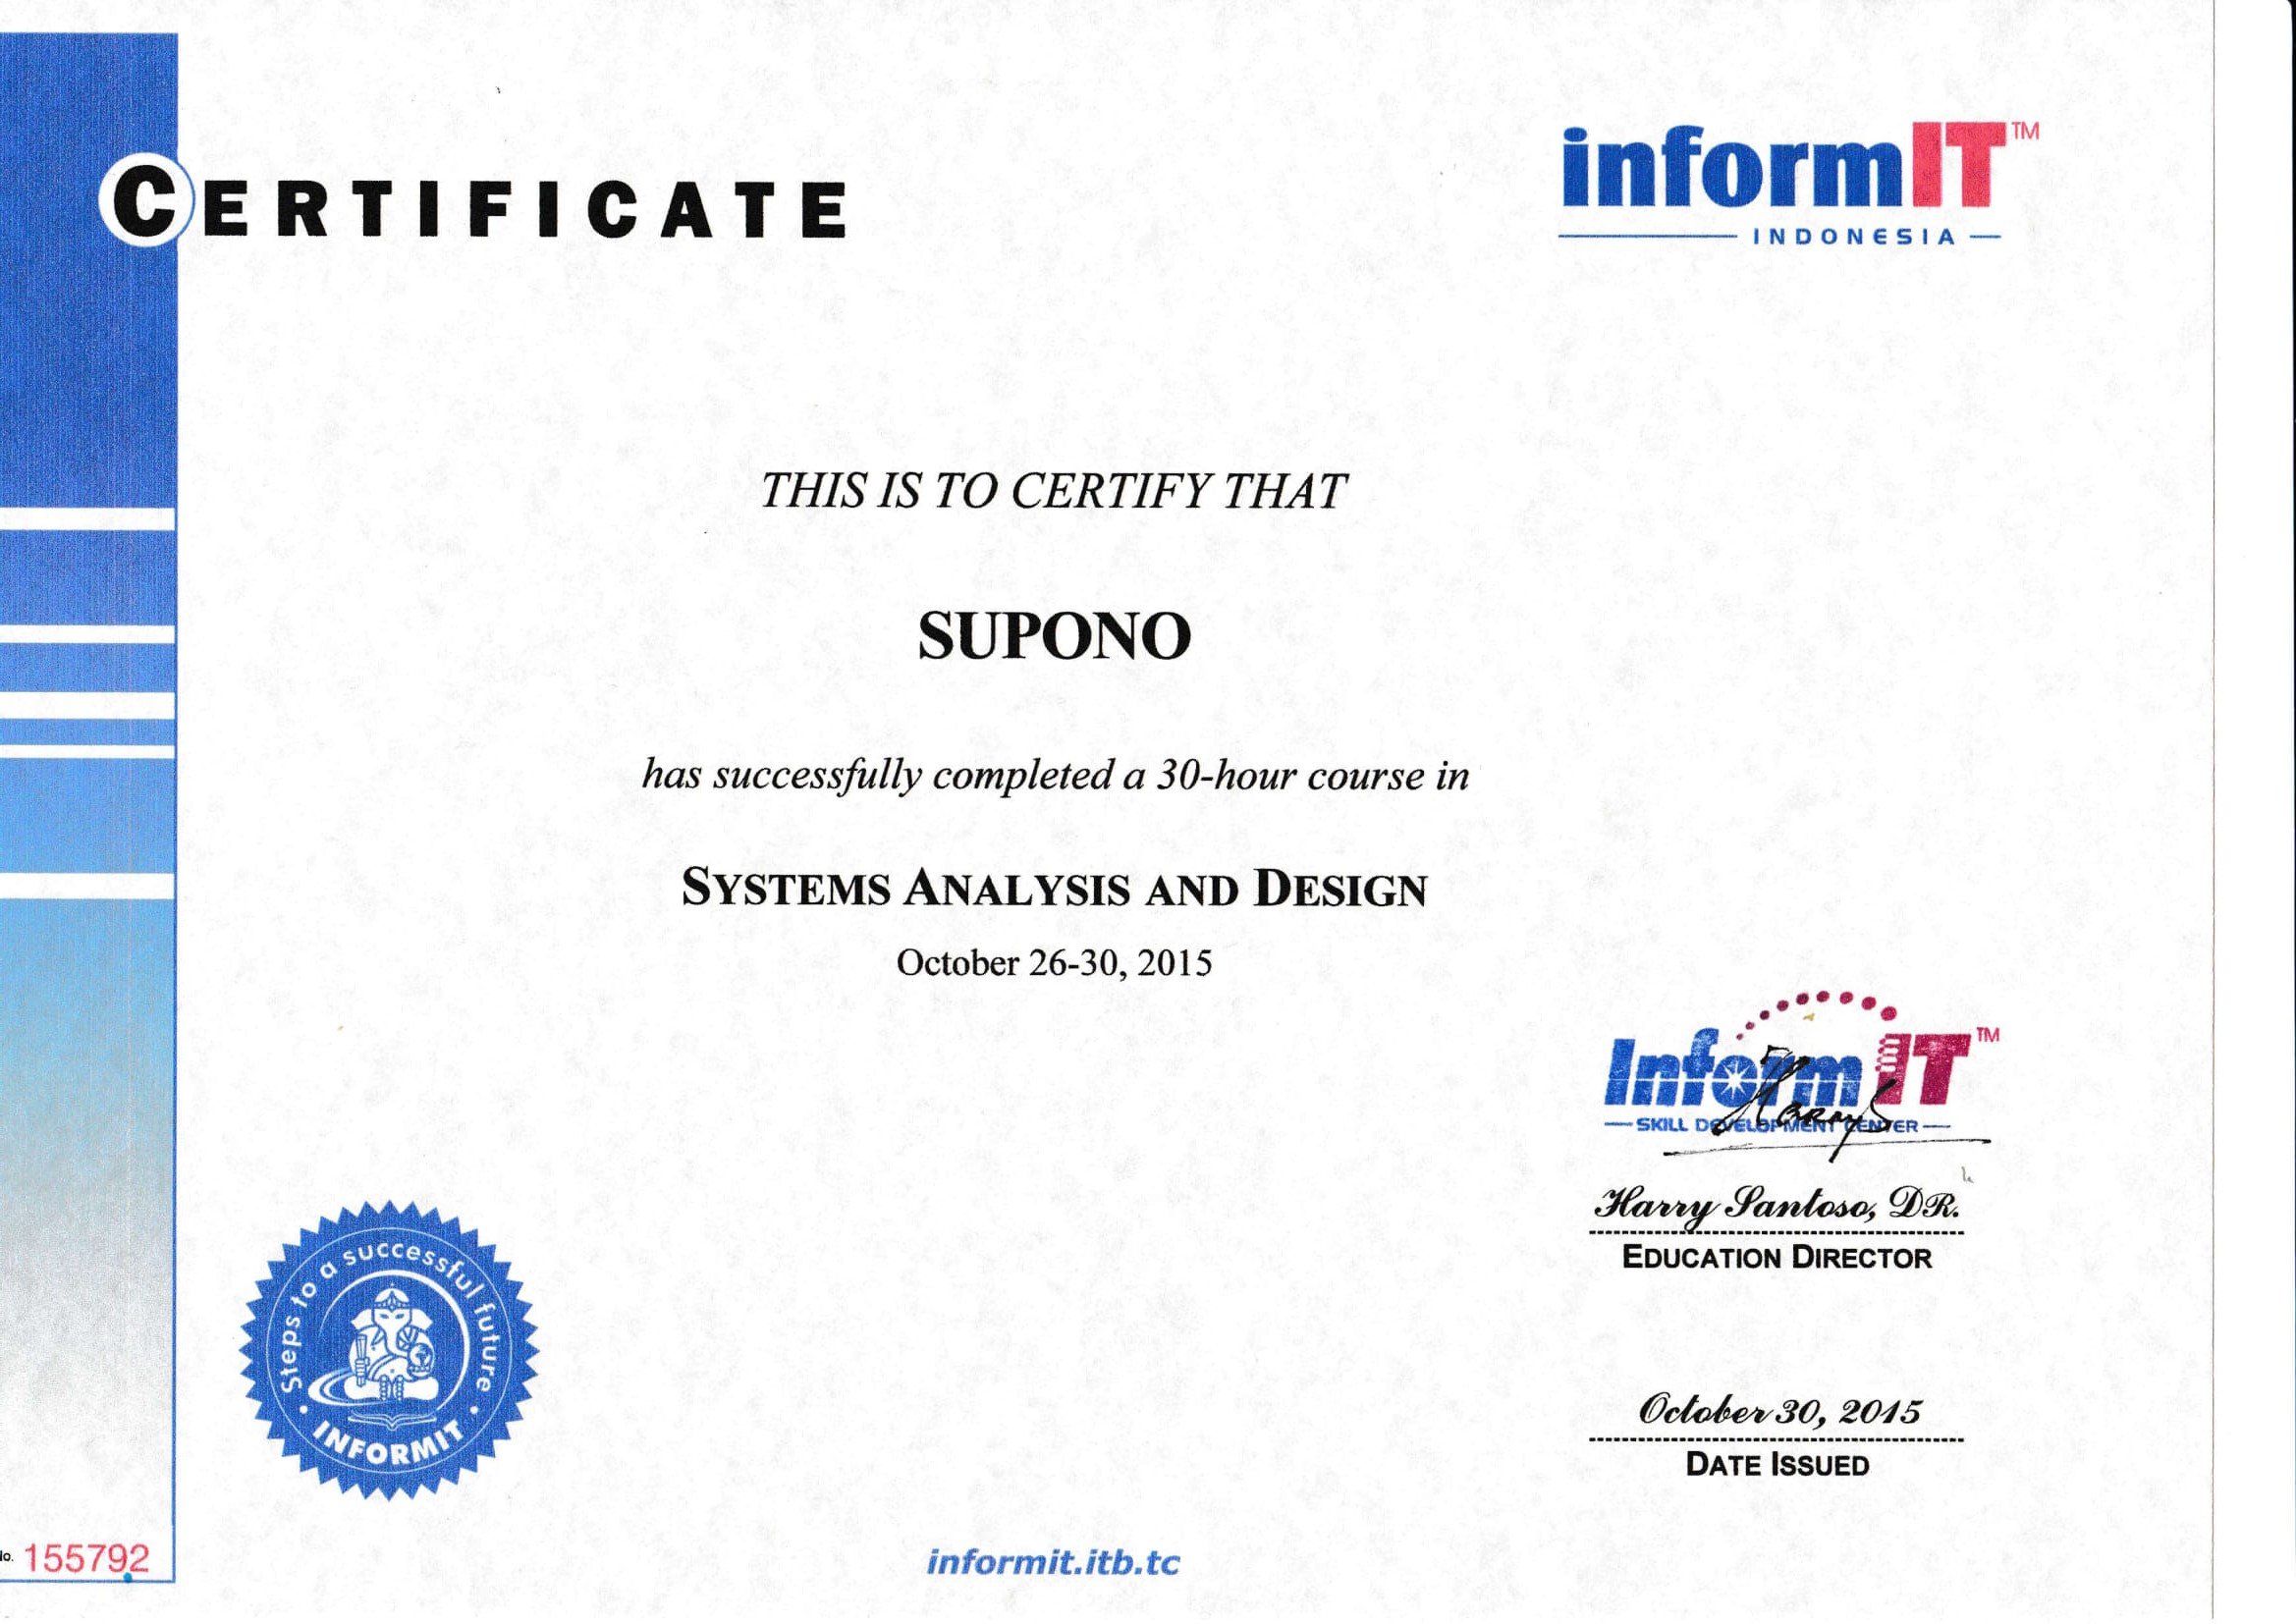 CERTIFICATE
informIT™
INDONESIA
THIS IS TO CERTIFY THAT
SUPONO
has successfully completed a 30-hour course in
SYSTEMS ANALYSIS AND DESIGN
October 26-30, 2015
InformIT™
SKILL DEVELOPMENT CENTER
Harry Santoso, DR.
EDUCATION DIRECTOR
October 30, 2015
DATE ISSUED
Steps to a successful future
• INFORMIT •
155792
informit.itb.tc